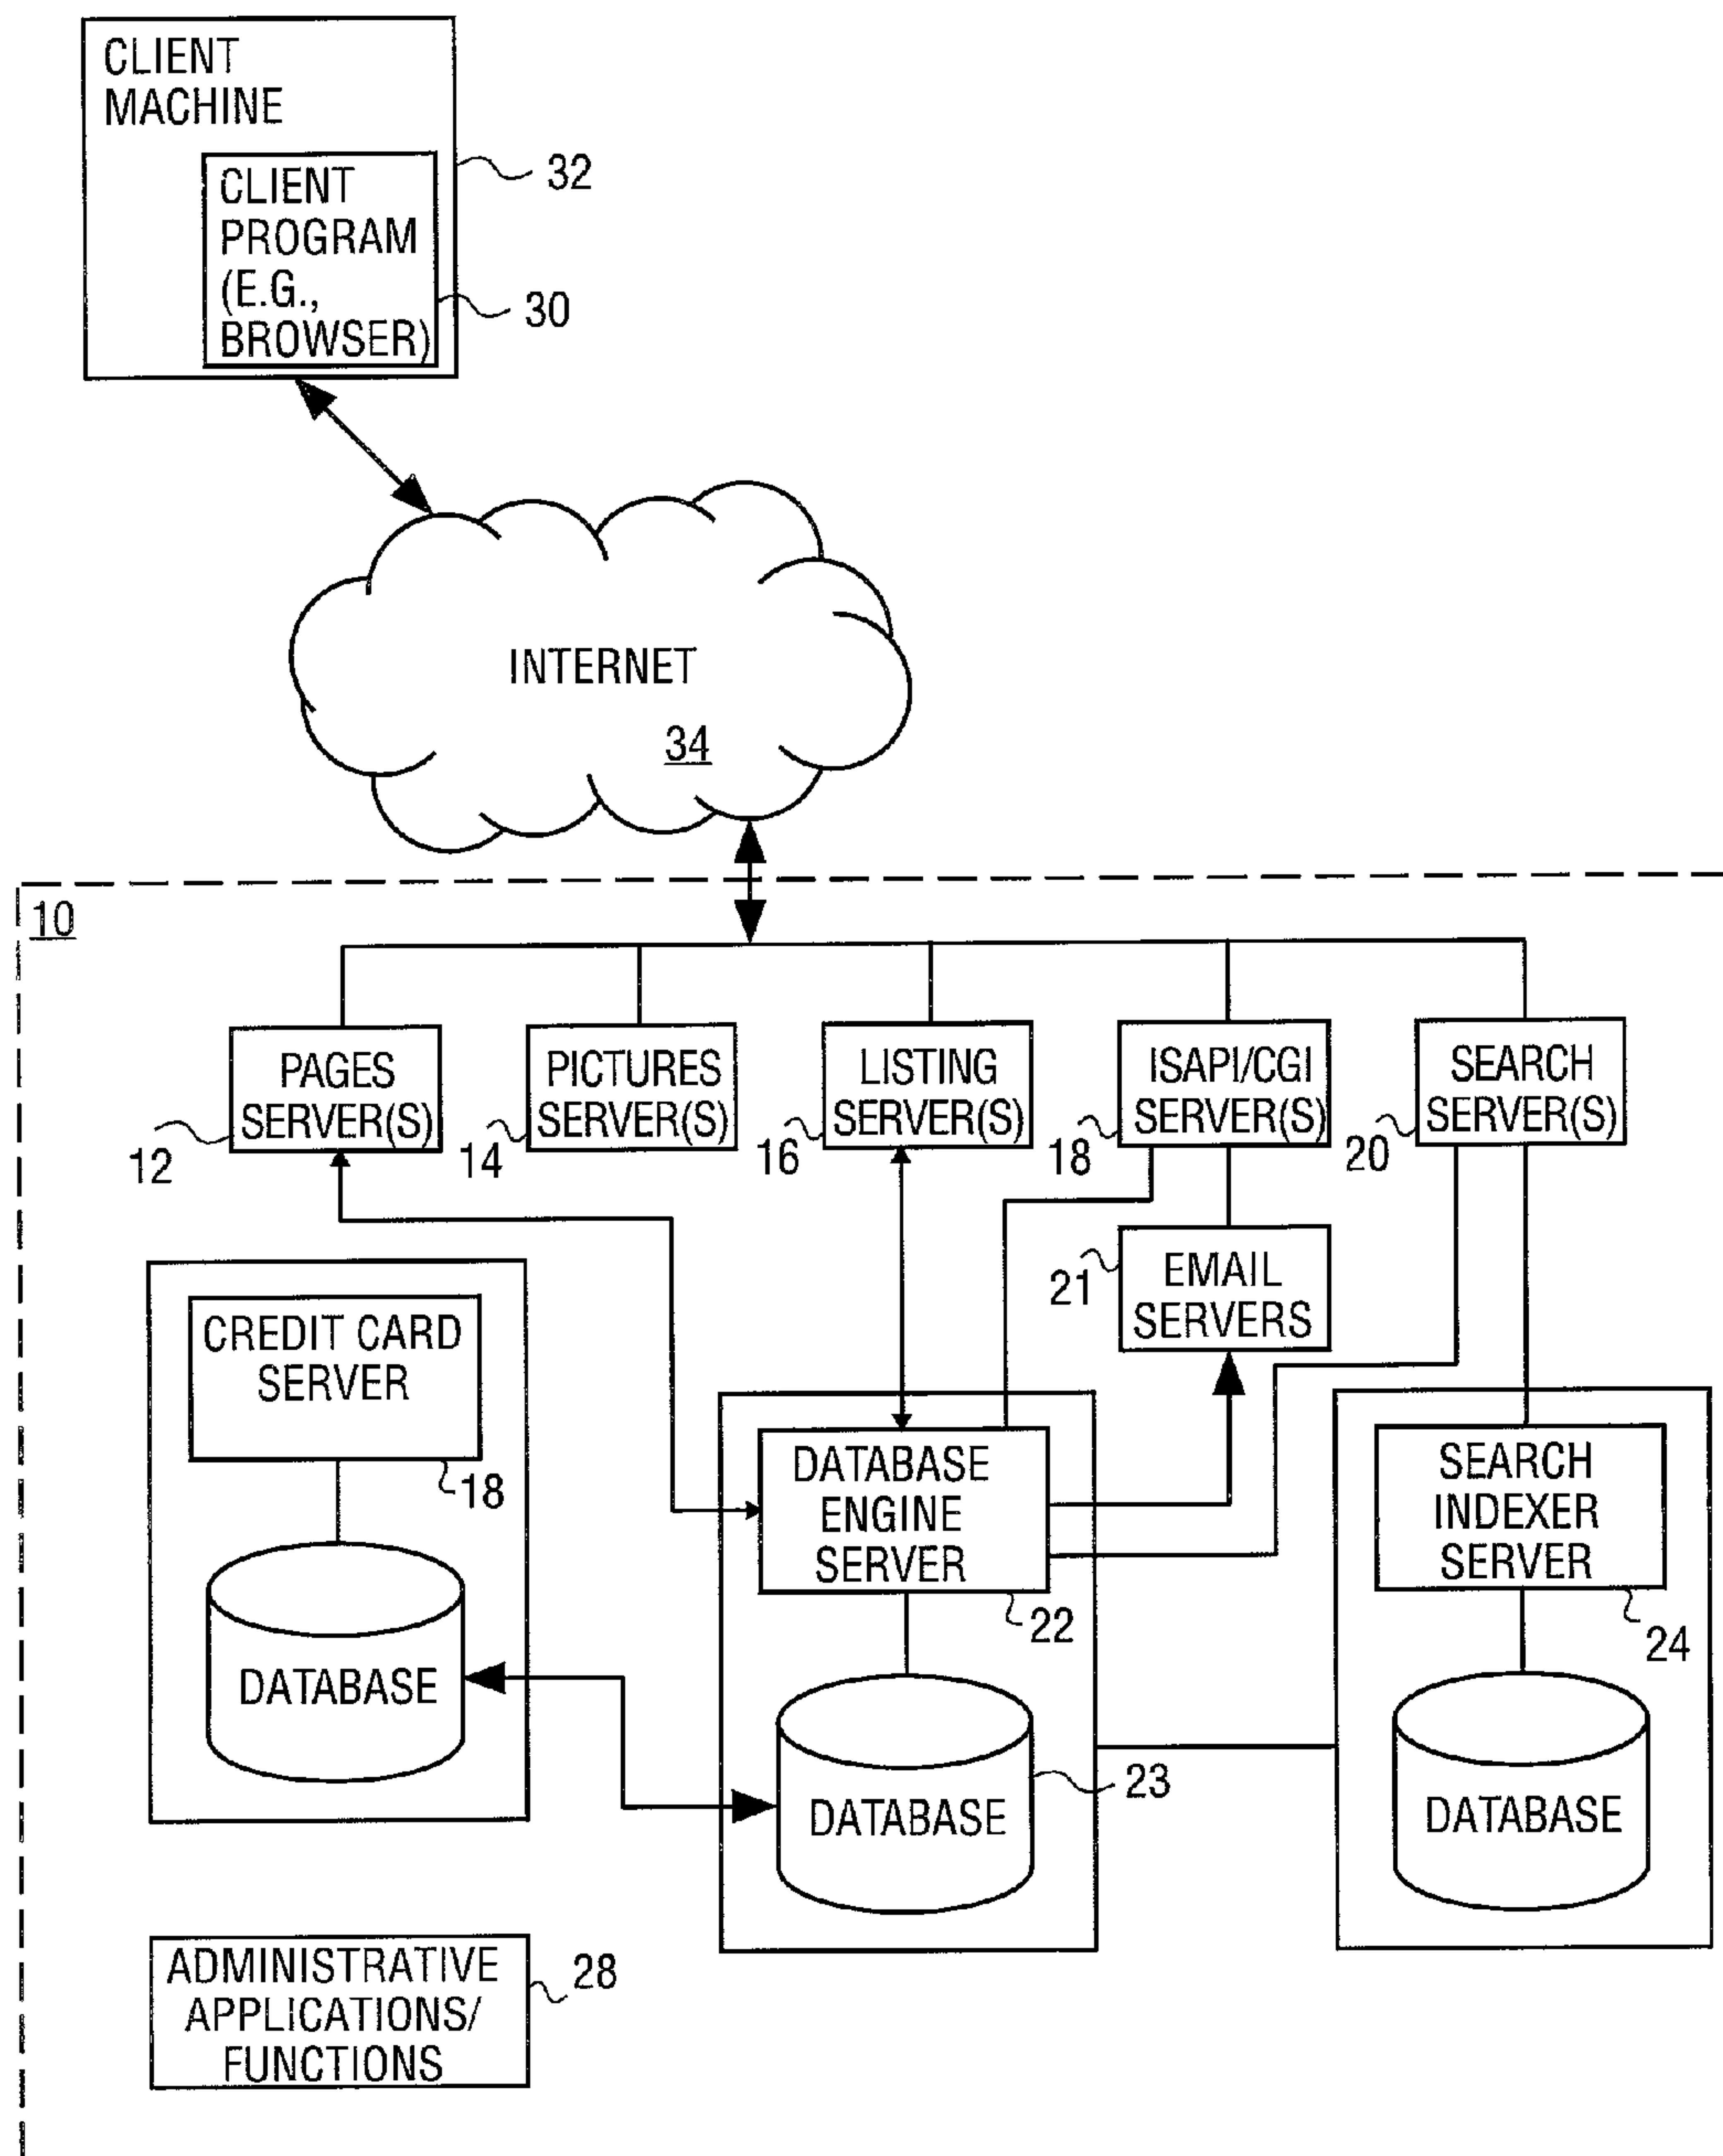 CLIENT
MACHINE
CLIENT
PROGRAM
(E.G.,
BROWSER)
32
30
INTERNET
34
10
PAGES
SERVER(S)
12
PICTURES
SERVER(S)
14
LISTING
SERVER(S)
16
ISAPI/CGI
SERVER(S)
18
SEARCH
SERVER(S)
20
EMAIL
SERVERS
21
CREDIT CARD
SERVER
18
DATABASE
DATABASE
ENGINE
SERVER
22
DATABASE
23
SEARCH
INDEXER
SERVER
24
DATABASE
ADMINISTRATIVE
APPLICATIONS/
FUNCTIONS
28